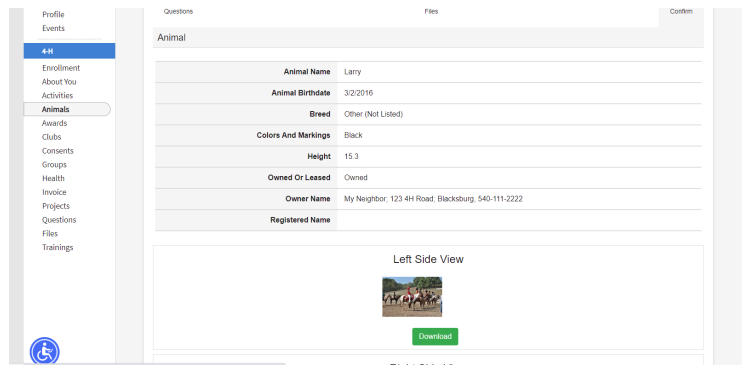 Profile
Events
4-H
Enrollment
About You
Activities
Animals
Awards
Clubs
Consents
Groups
Health
Invoice
Projects
Questions
Files
Trainings
Questions Files Confirm
Animal
Animal Name Larry
Animal Birthdate 3/2/2016
Breed Other (Not Listed)
Colors And Markings Black
Height 15.3
Owned Or Leased Owned
Owner Name My Neighbor; 123 4H Road; Blacksburg, 540-111-2222
Registered Name
Left Side View
Download